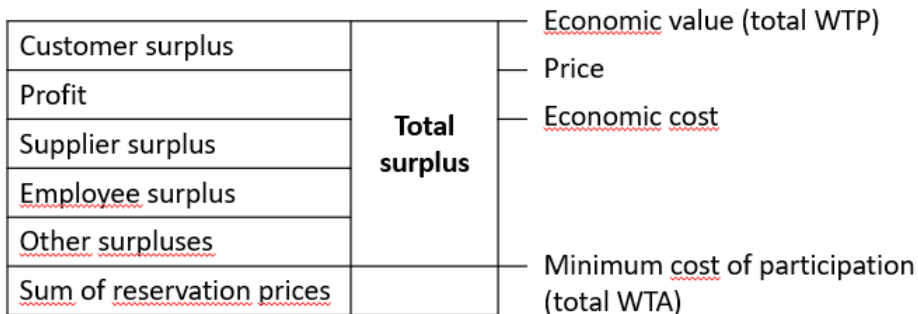 Customer surplus
Profit
Supplier surplus
Employee surplus
Other surpluses
Sum of reservation prices
Total
surplus
Economic value (total WTP)
Price
Economic cost
Minimum cost of participation
(total WTA)